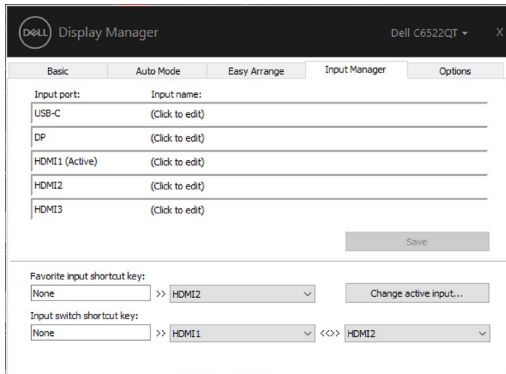 DELL Display Manager Dell C6522QT X
Basic Auto Mode Easy Arrange Input Manager Options
Input port: Input name:
USB-C (Click to edit)
DP (Click to edit)
HDMI1 (Active) (Click to edit)
HDMI2 (Click to edit)
HDMI3 (Click to edit)
Save
Favorite input shortcut key:
None >> HDMI2 Change active input...
Input switch shortcut key:
None >> HDMI1 <<>> HDMI2